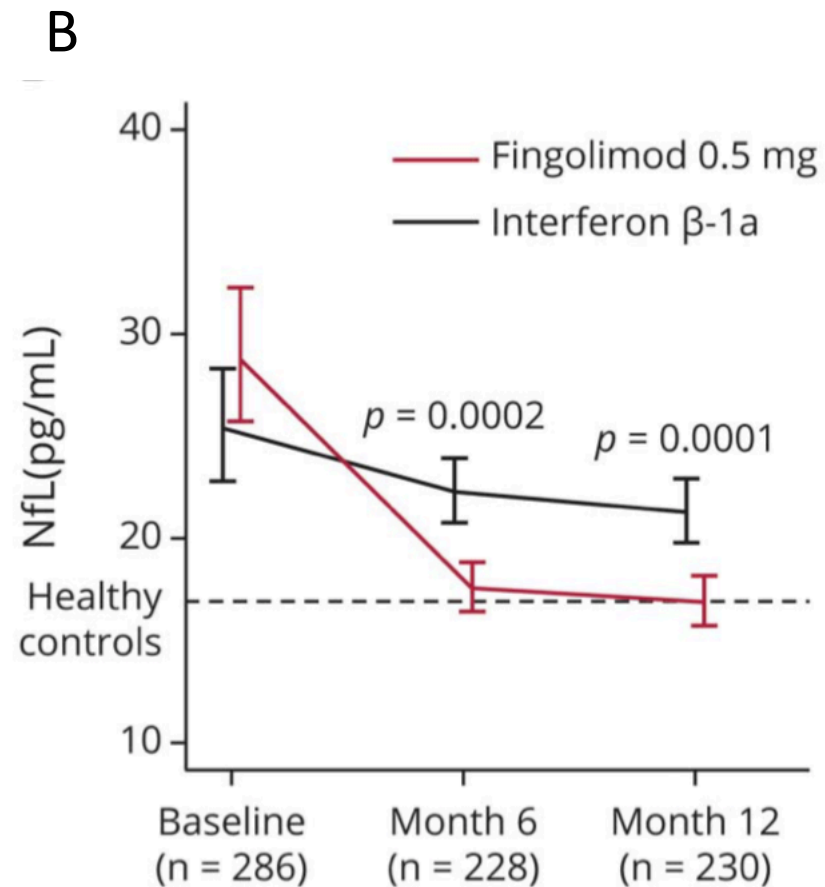 B
40
Fingolimod 0.5 mg
Interferon β-1a
30
NfL(pg/mL)
p = 0.0002
p = 0.0001
20
Healthy
controls
10
Baseline
(n = 286)
Month 6
(n = 228)
Month 12
(n = 230)